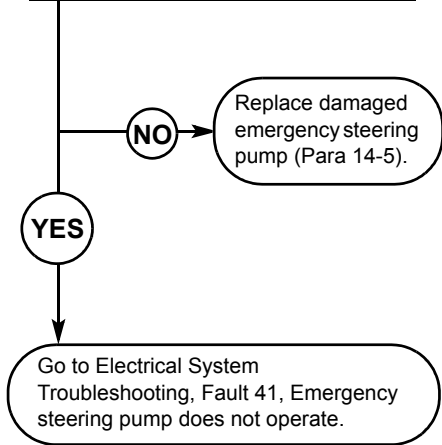 NO
Replace damaged
emergency steering
pump (Para 14-5).
YES
Go to Electrical System
Troubleshooting, Fault 41, Emergency
steering pump does not operate.